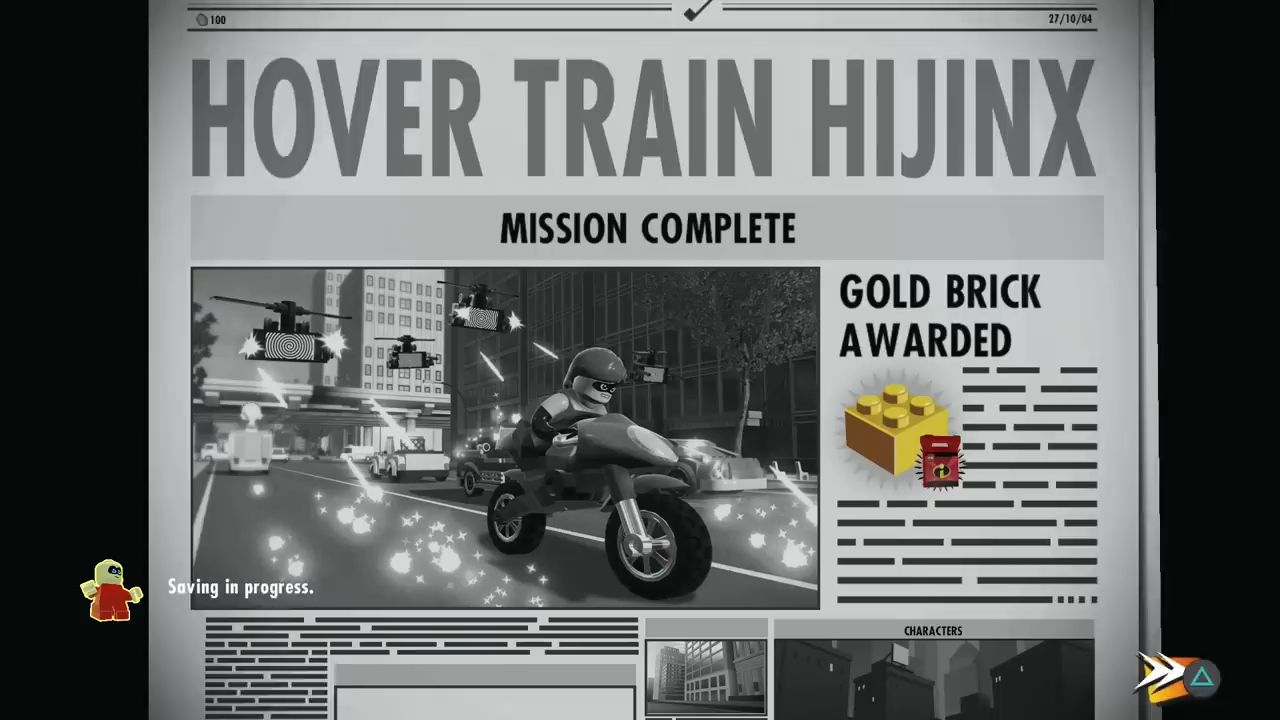 100
27/10/04
HOVER TRAIN HIJINX
MISSION COMPLETE
GOLD BRICK
AWARDED
Saving in progress.
CHARACTERS